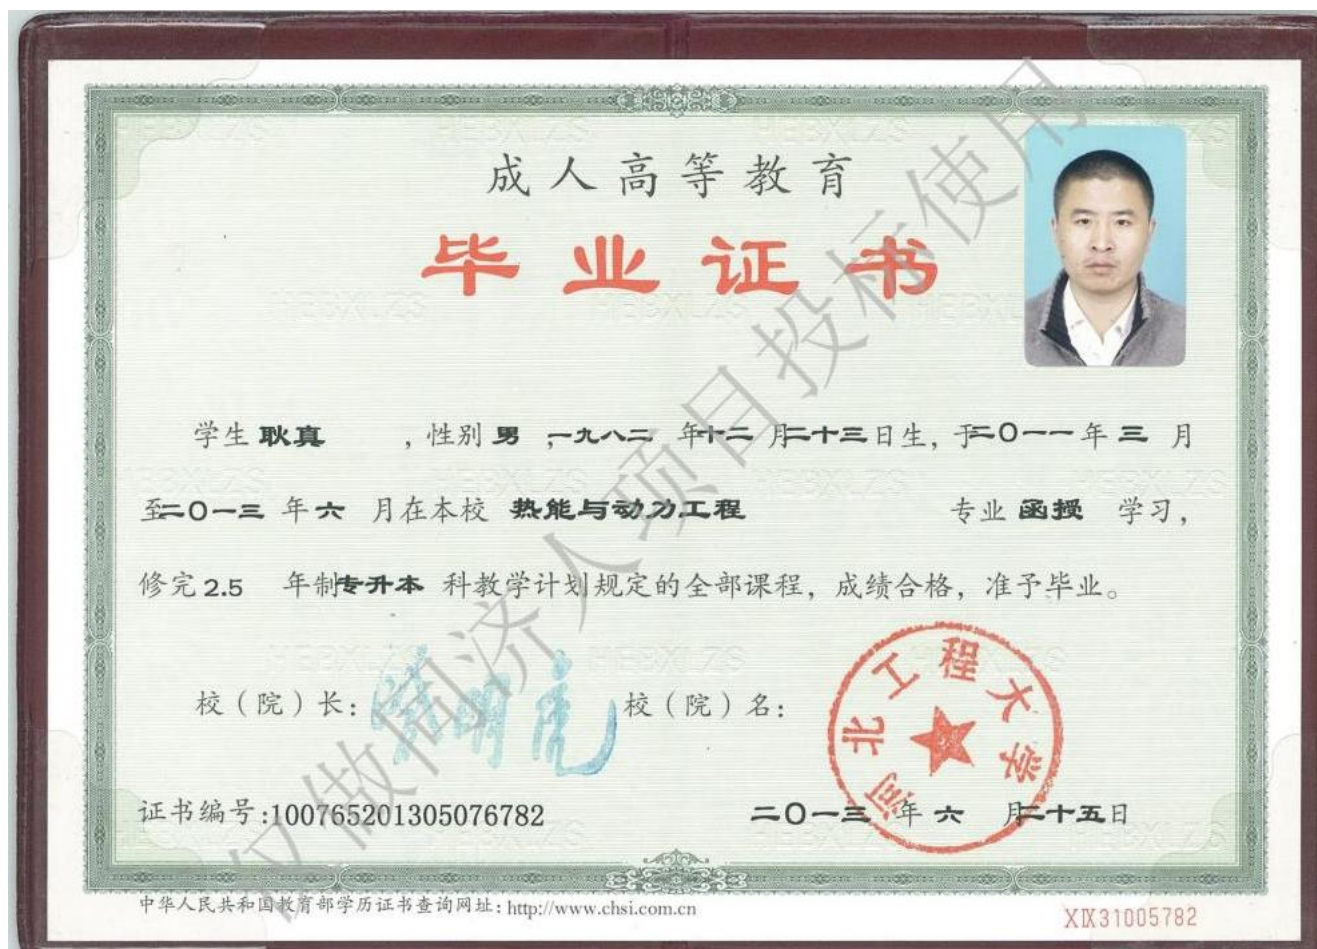 成人高等教育
毕业证书
学生 耿真 , 性别 男 , 一九八二 年十二 月二十三日生, 于二〇一一年 三 月
至二〇一三 年六 月在本校 热能与动力工程 专业 函授 学习,
修完2.5 年制专升本 科教学计划规定的全部课程, 成绩合格, 准予毕业。
校(院)长: 校(院)名:
河北工程大学
证书编号:100765201305076782 二〇一三 年 六 月二十五日
中华人民共和国教育部学历证书查询网址: http://www.chsi.com.cn
XIX31005782
仅做周济人项目投标使用
HEBXLZS